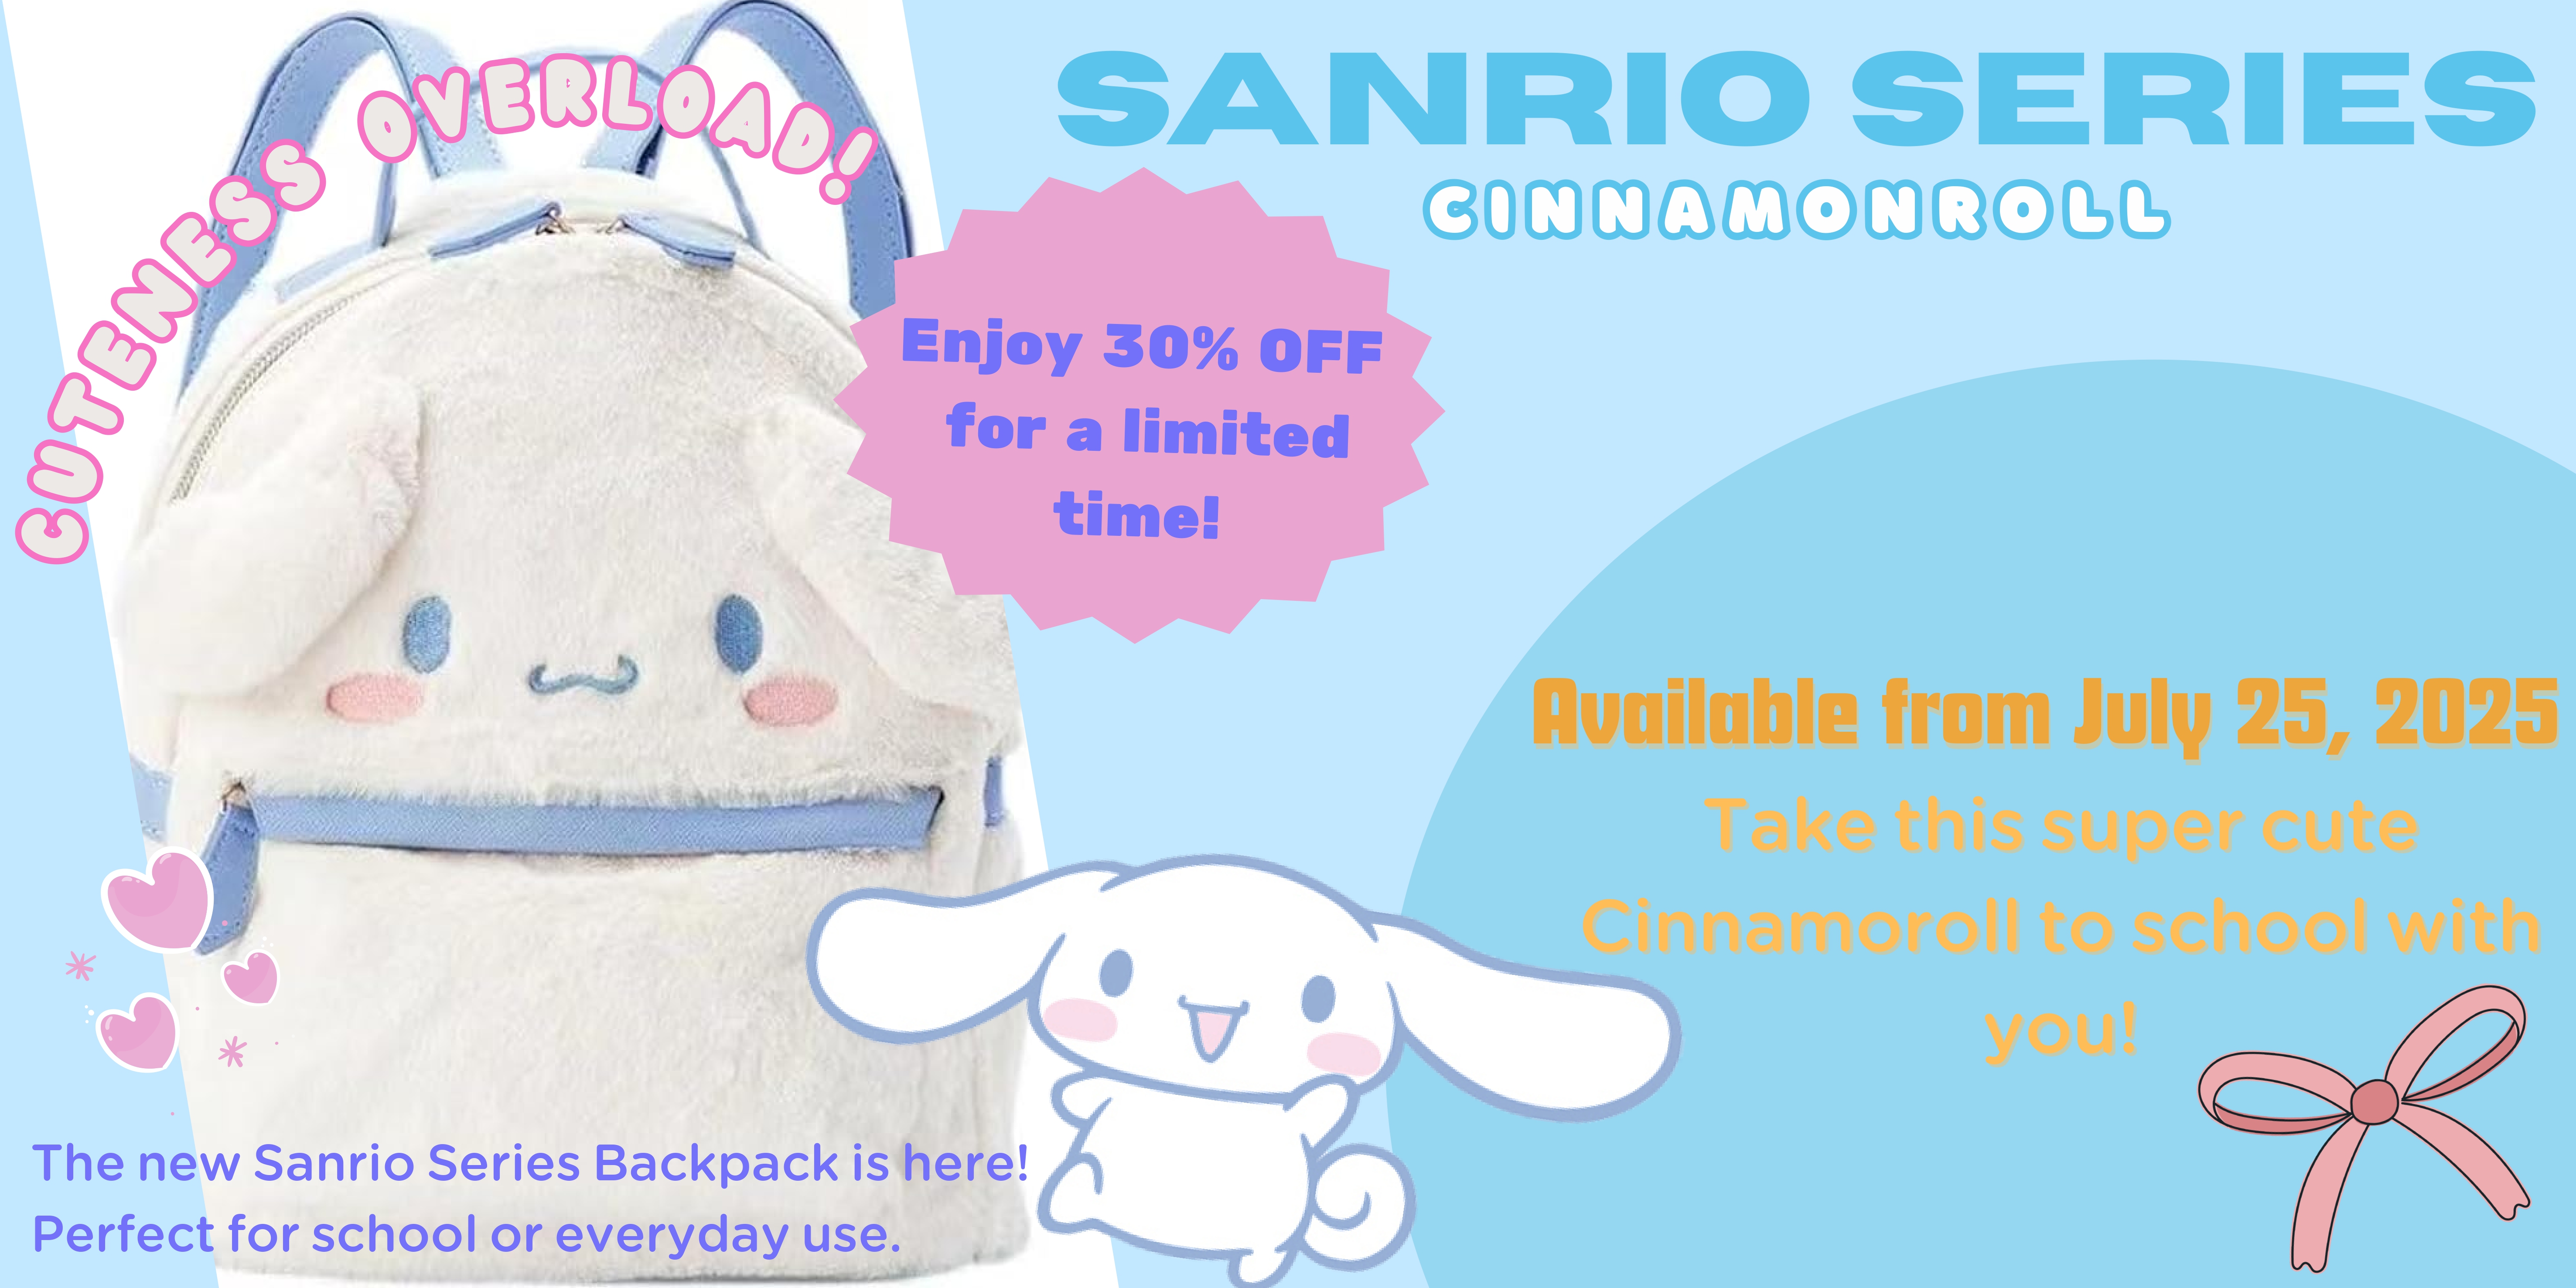 CUTENESS OVERLOAD!
SANRIO SERIES
CINNAMONROLL
Enjoy 30% OFF
for a limited
time!
Available from July 25, 2025
Take this super cute
Cinnamoroll to school with
you!
The new Sanrio Series Backpack is here!
Perfect for school or everyday use.